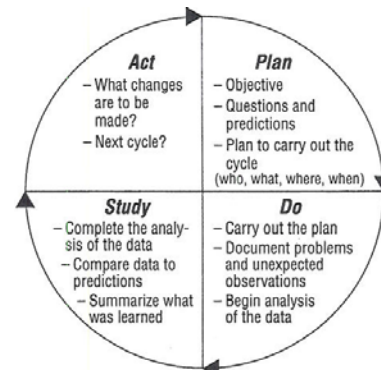 Act
– What changes
are to be
made?
– Next cycle?
Plan
– Objective
– Questions and
predictions
– Plan to carry out the
cycle
(who, what, where, when)
Study
– Complete the analy-
sis of the data
– Compare data to
predictions
– Summarize what
was learned
Do
– Carry out the plan
– Document problems
and unexpected
observations
– Begin analysis
of the data